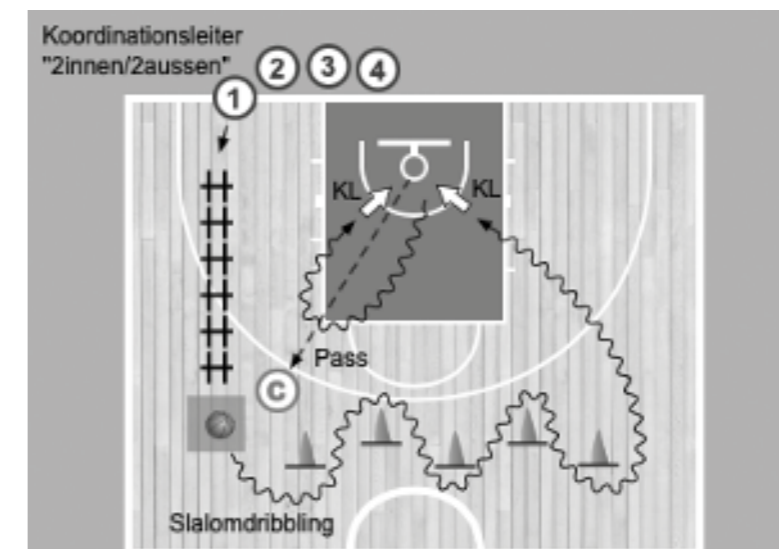 Koordinationsleiter
"2innen/2aussen"
1
2
3
4
KL
KL
Pass
C
Slalomdribbling